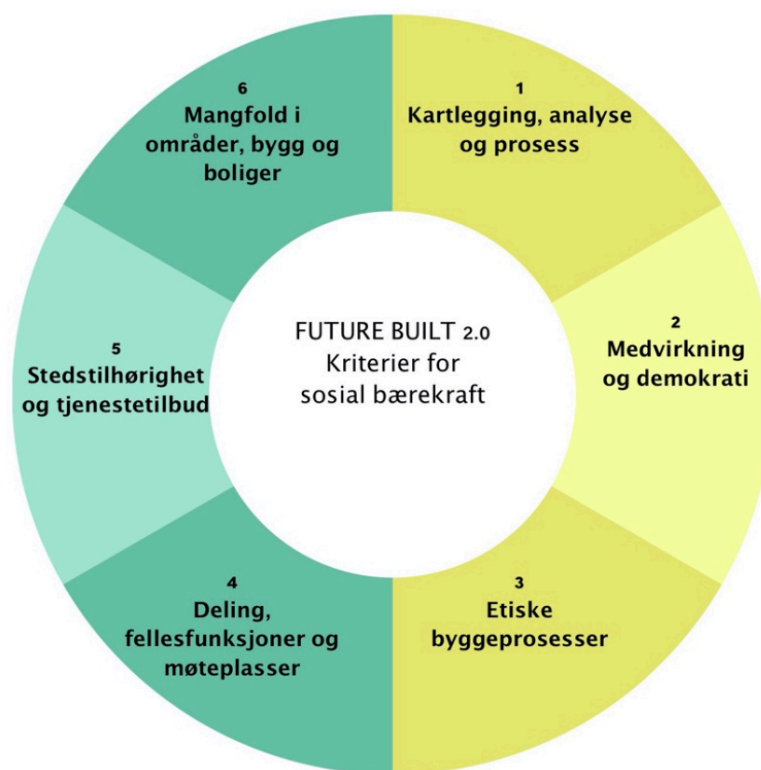 6
Mangfold i
områder, bygg og
boliger
1
Kartlegging, analyse
og prosess
FUTURE BUILT 2.0
Kriterier for
sosial bærekraft
2
Medvirkning
og demokrati
5
Stedstilhørighet
og tjenestetilbud
4
Deling,
fellesfunksjoner og
møteplasser
3
Etiske
byggeprosesser